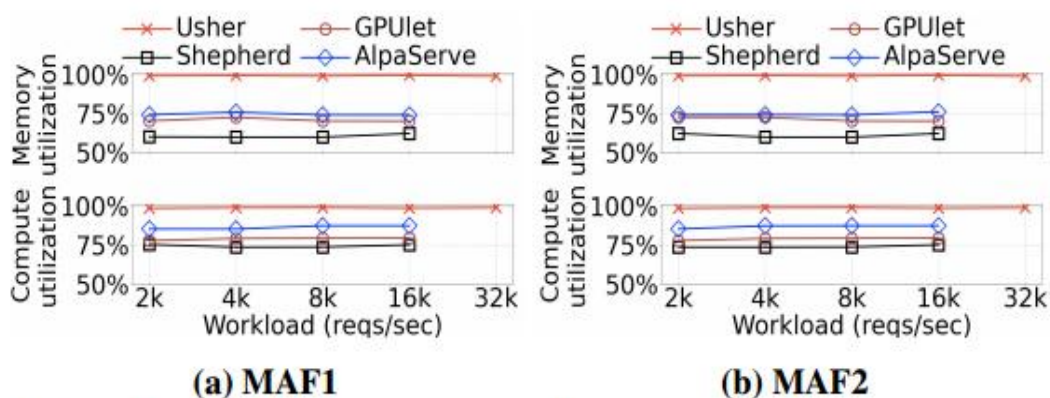 Usher GPUlet
Shepherd AlpaServe
Memory utilization
100%
75%
50%
Compute utilization
100%
75%
50%
2k 4k 8k 16k 32k
Workload (reqs/sec)
(a) MAF1
Usher GPUlet
Shepherd AlpaServe
Memory utilization
100%
75%
50%
Compute utilization
100%
75%
50%
2k 4k 8k 16k 32k
Workload (reqs/sec)
(b) MAF2